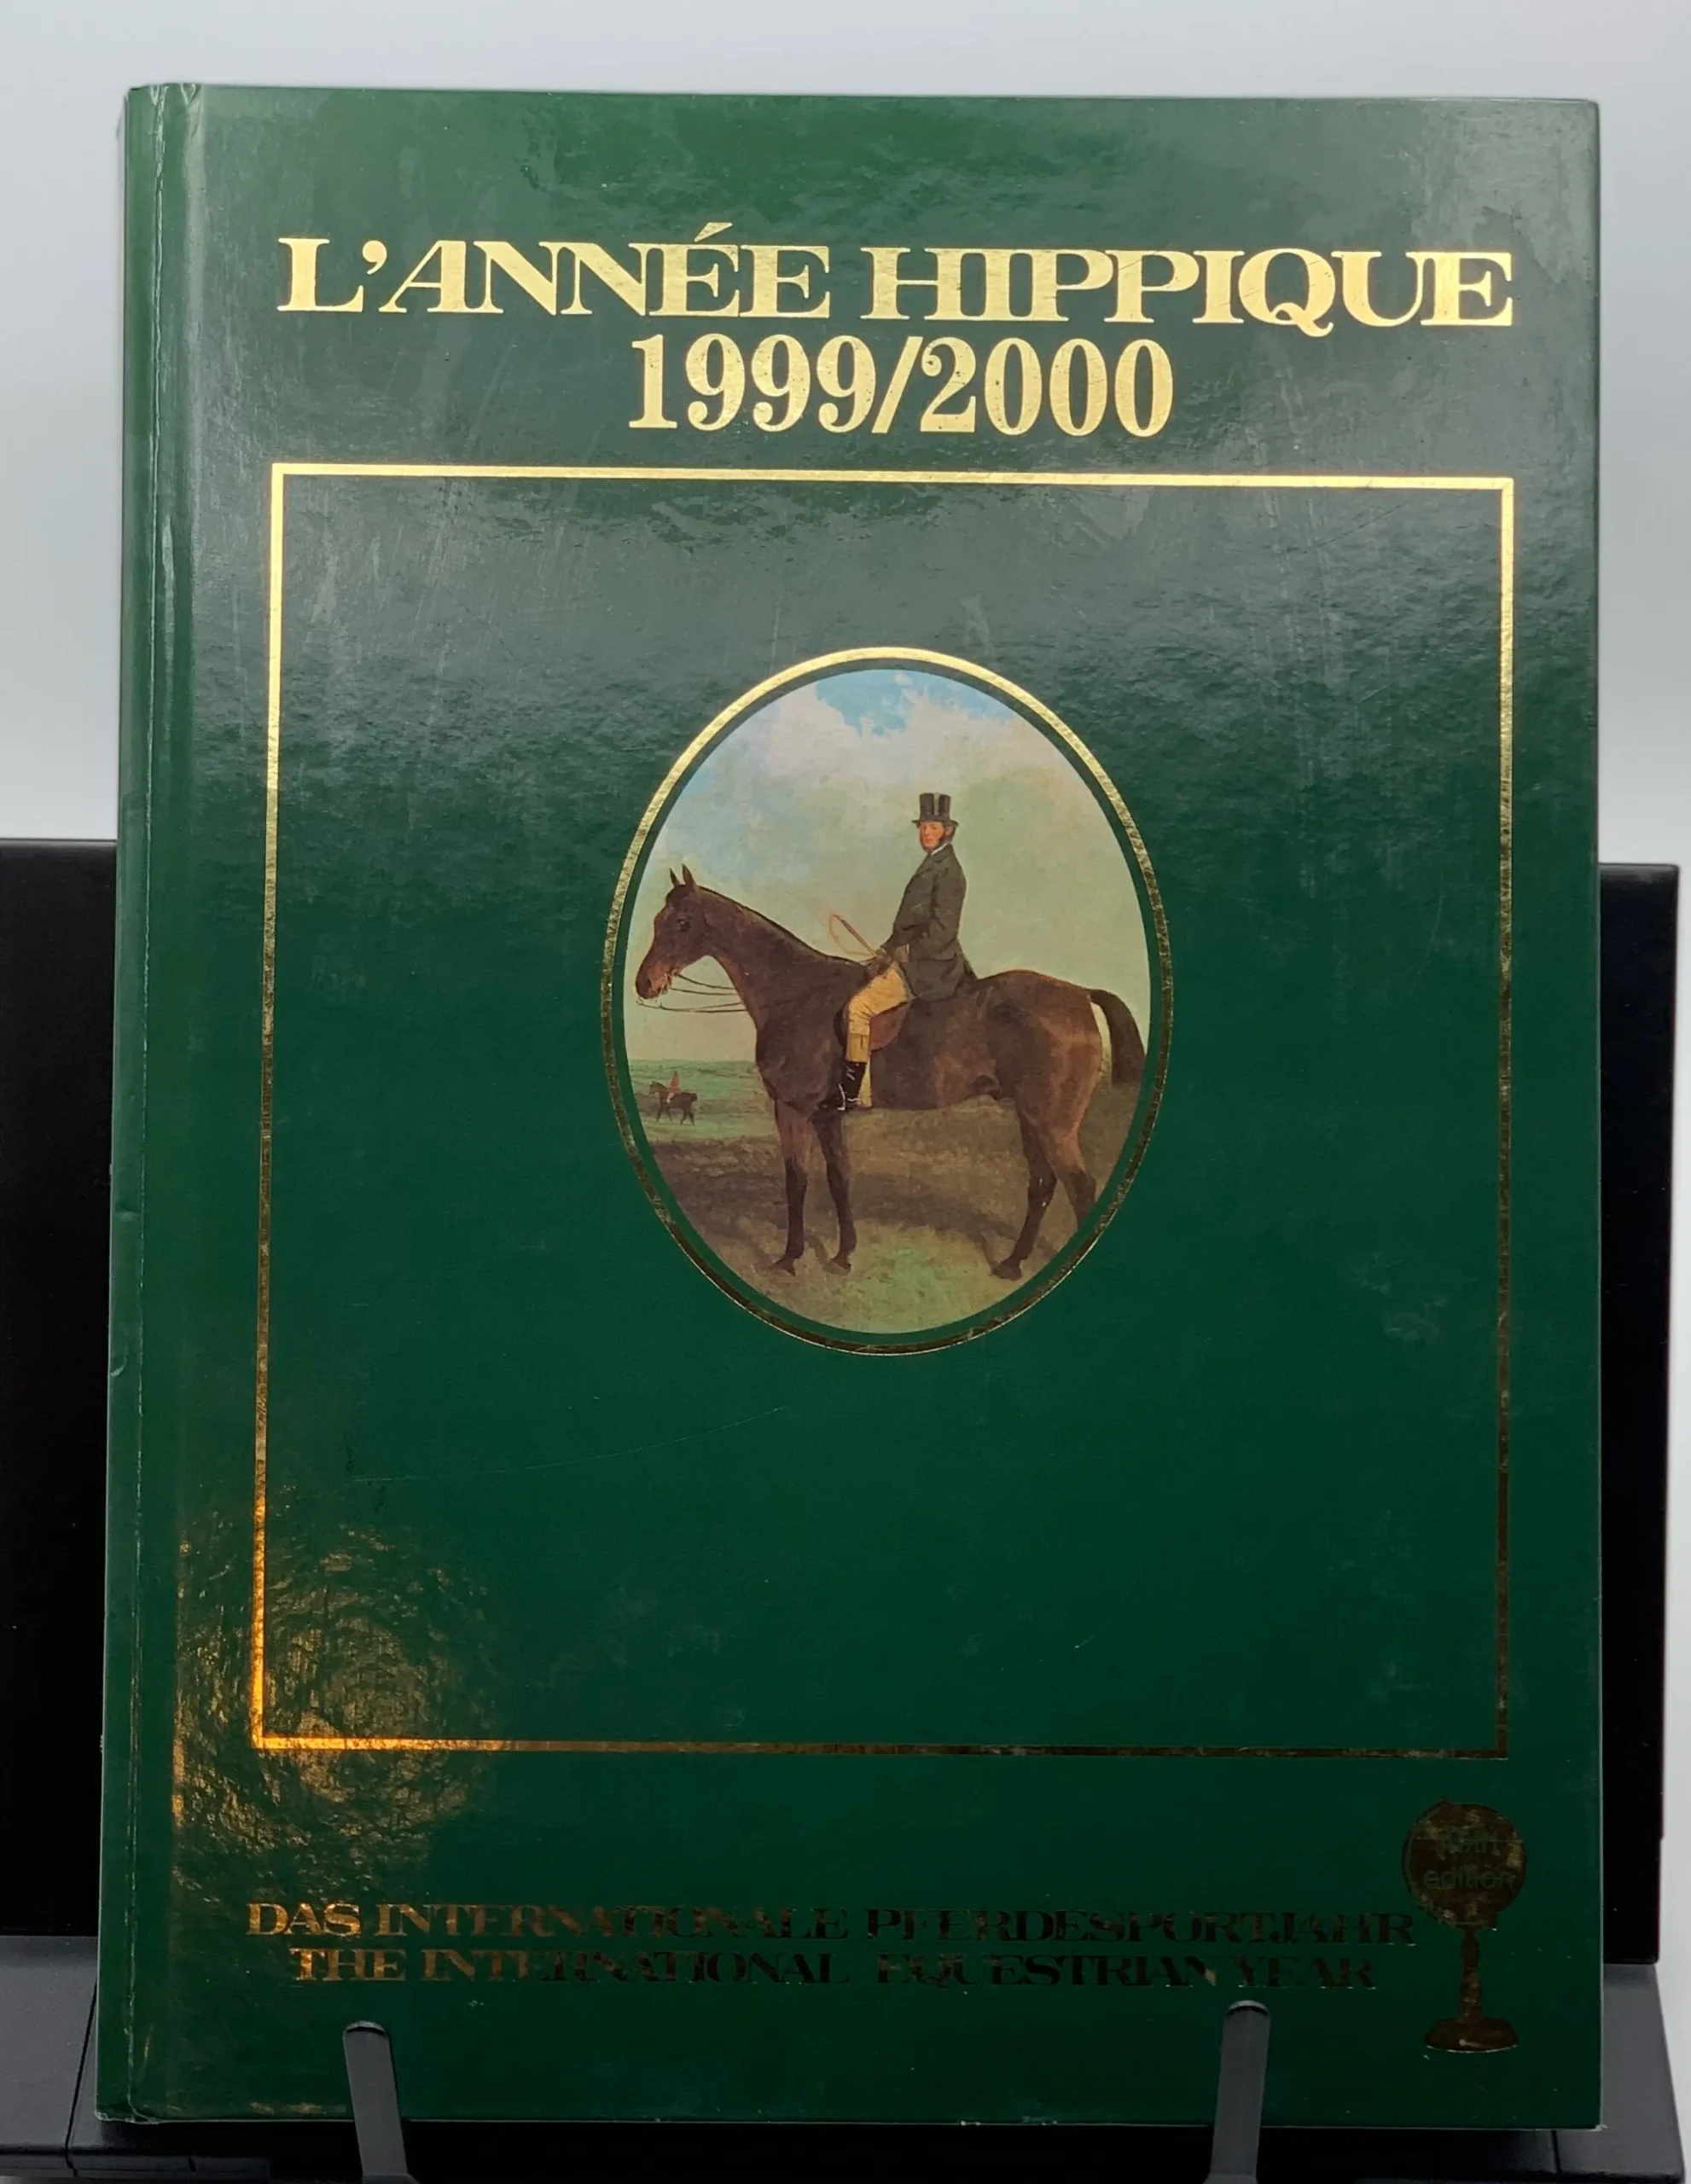 L'ANNÉE HIPPIQUE
1999/2000
edition
DAS INTERNATIONALE PFERDESPORTJAHR
THE INTERNATIONAL EQUESTRIAN YEAR